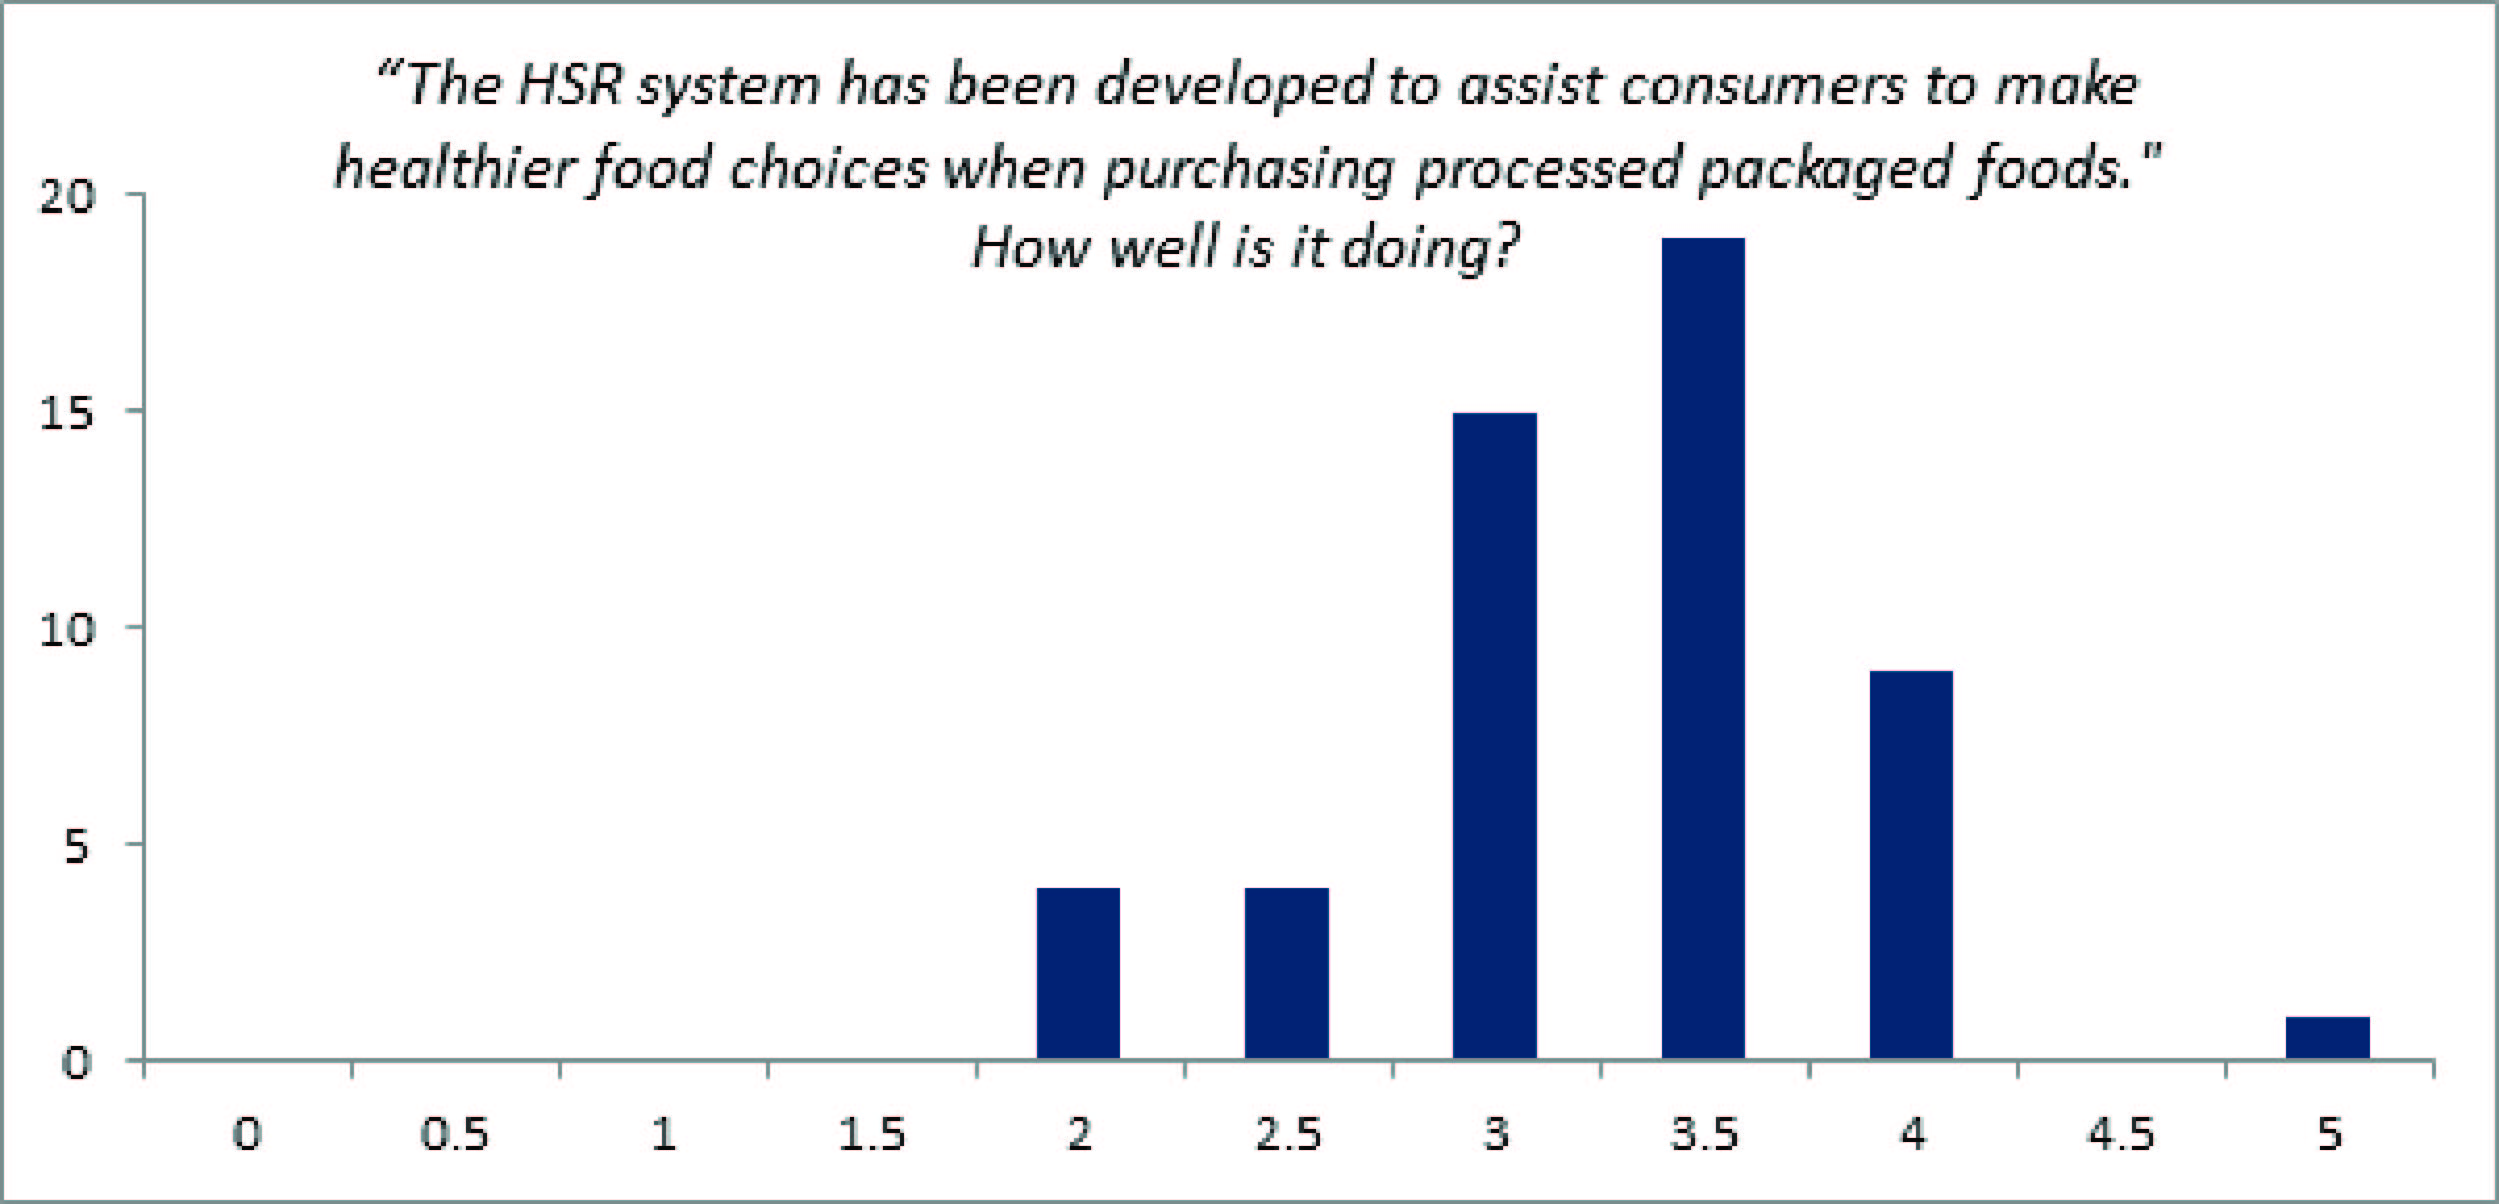 “The HSR system has been developed to assist consumers to make
healthier food choices when purchasing processed packaged foods."
How well is it doing?
20
15
10
5
0
0 0.5 1 1.5 2 2.5 3 3.5 4 4.5 5